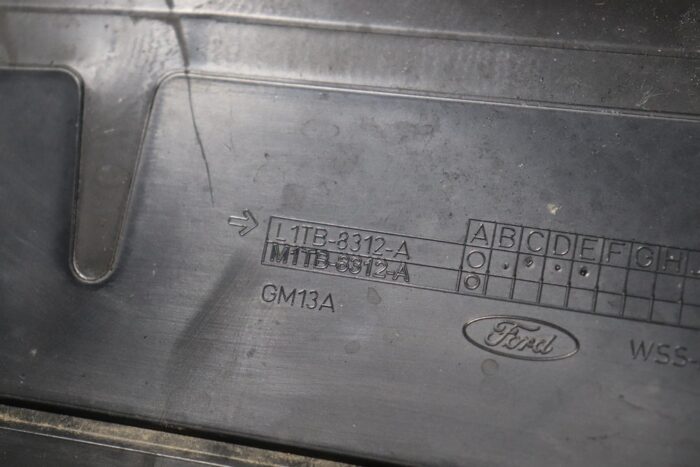 L1TB-8312-A A B C D E F G H
M1TB-8312-A
GM13A
Ford WSS-